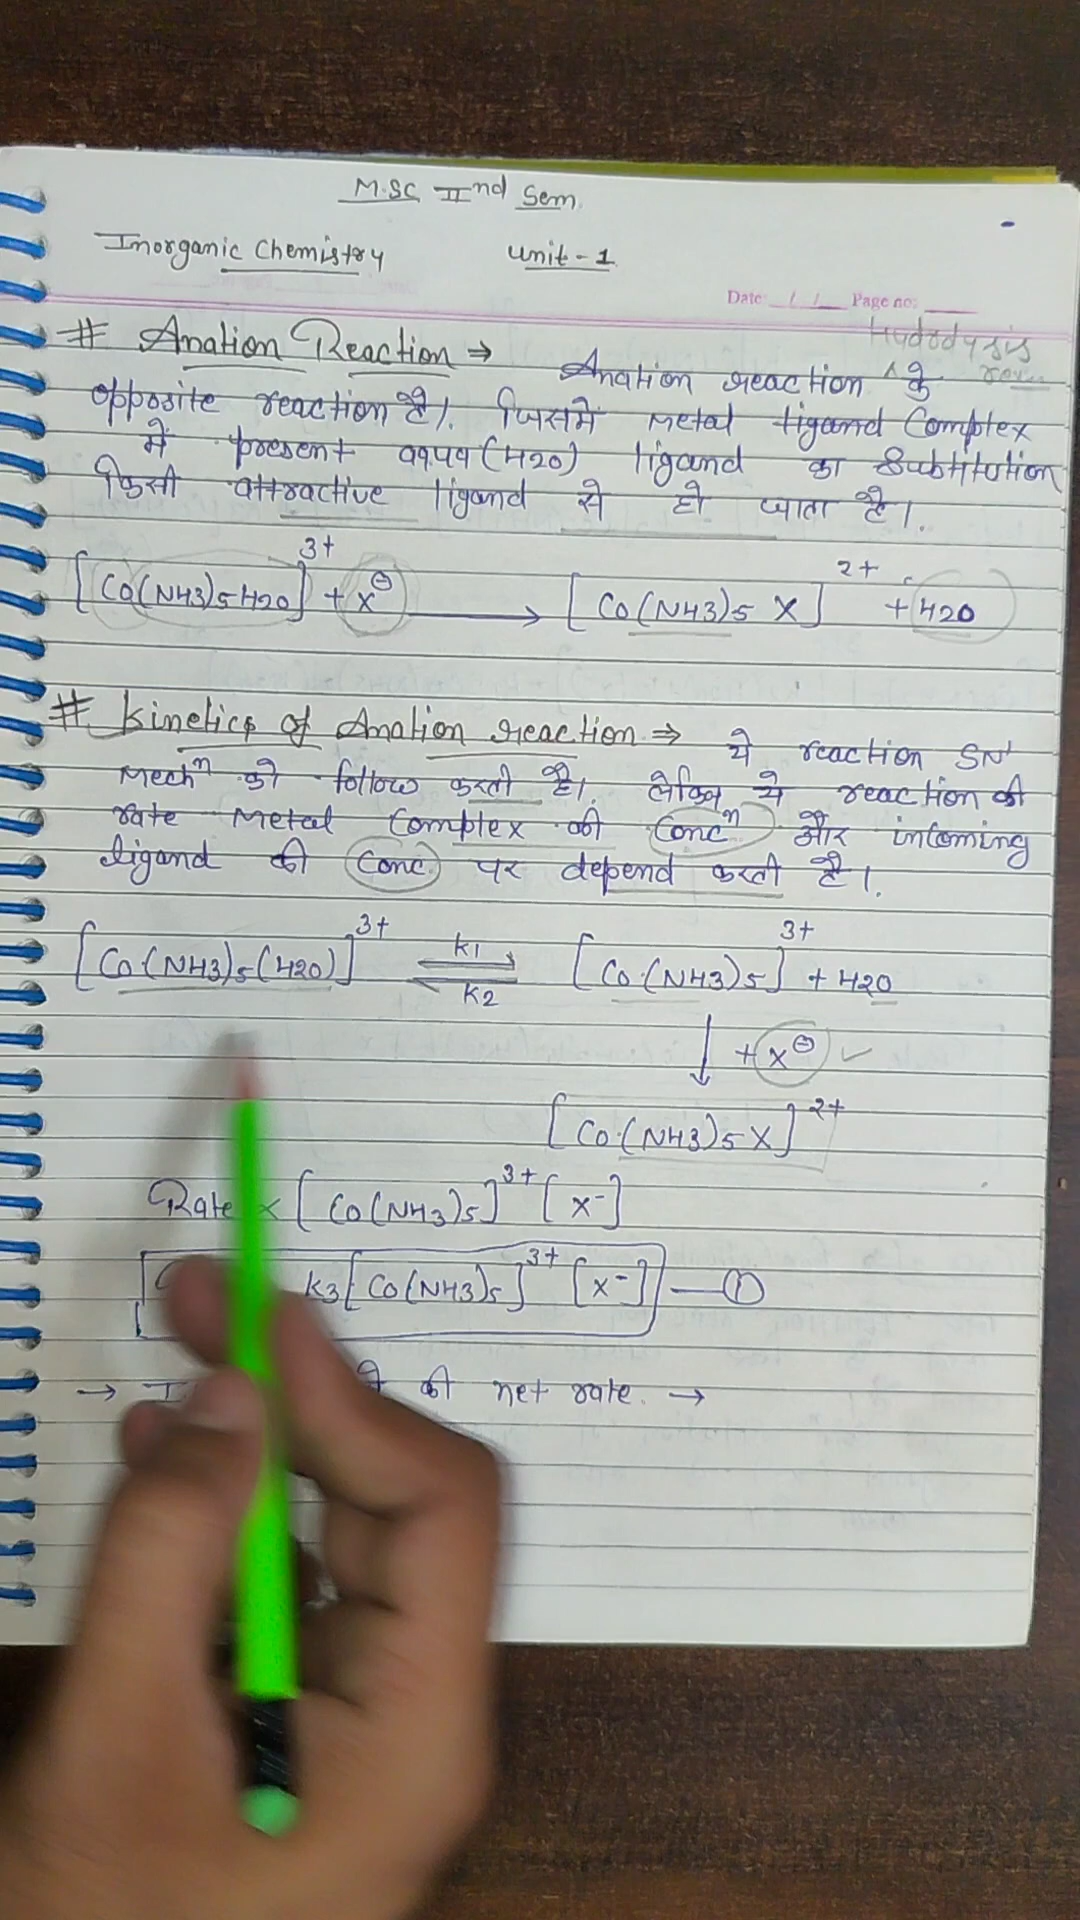 M.SC IInd Sem.
Inorganic Chemistry Unit-1
Date / / Page no:
Hydrolysis
# Anation Reaction ⇒ Anation reaction ^ के
opposite reaction है। जिसमें metal ligand Complex
में present aqua (H2O) ligand का Substitution
किसी attractive ligand से हो जाता है।
[Co(NH3)5H2O]3+ + x⊖ ⟶ [Co(NH3)5 X]2+ + H2O
# Kinetics of Anation reaction ⇒ ये reaction SN1
Mechn को follow करती है। लेकिन ये reaction की
rate Metal Complex की Concn और incoming
ligand की Conc. पर depend करती है।
[Co(NH3)5(H2O)]3+ k1 ⇌ k2 [Co(NH3)5]3+ + H2O
↓ + x⊖ ✓
[Co(NH3)5X]2+
Rate ∝ [Co(NH3)5]3+ [x-]
k3[Co(NH3)5]3+ [x-] — ①
→ की net rate. →